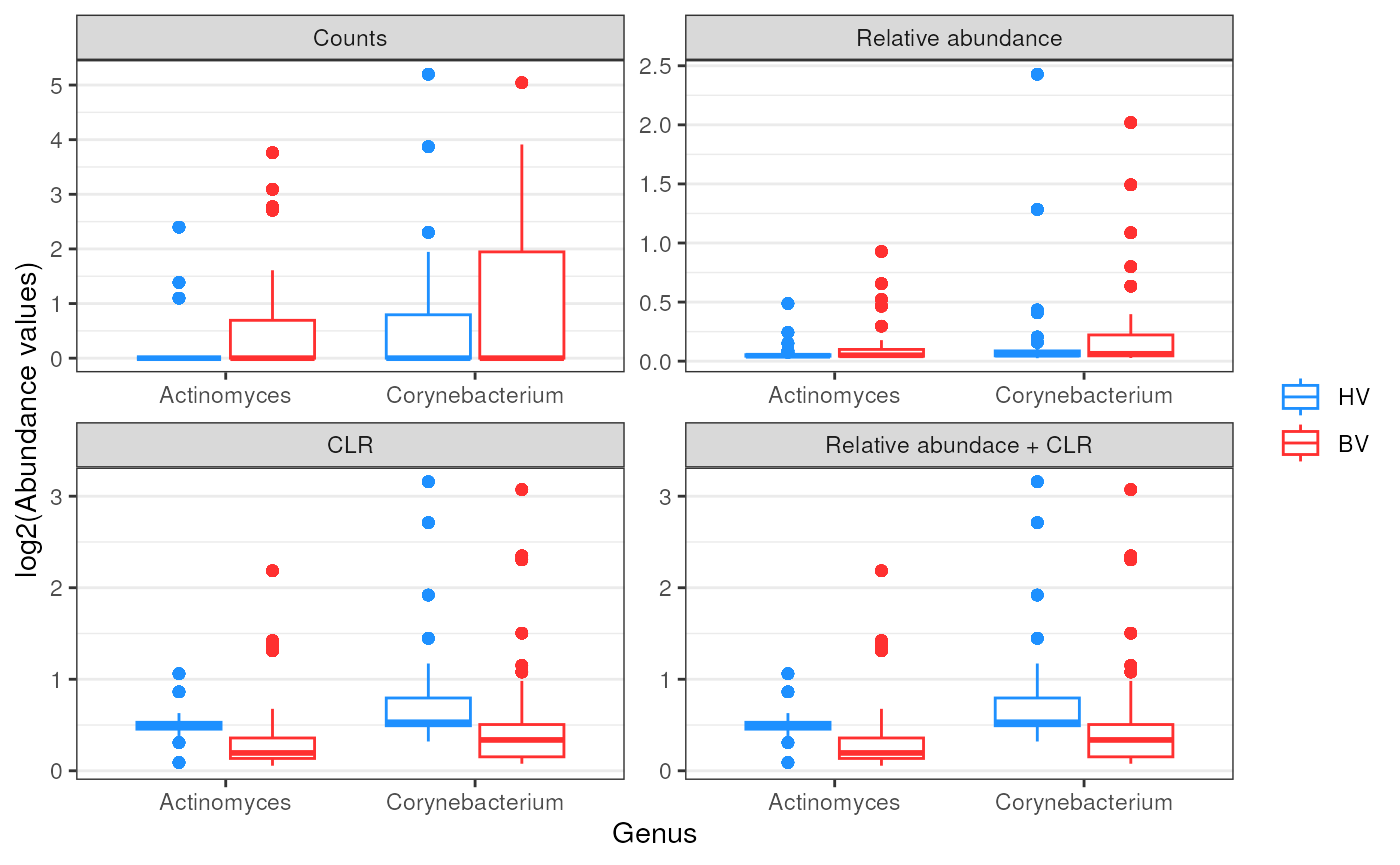 Counts
Relative abundance
5
4
3
2
1
0
2.5
2.0
1.5
1.0
0.5
0.0
Actinomyces
Corynebacterium
Actinomyces
Corynebacterium
log2(Abundance values)
HV
BV
CLR
Relative abundace + CLR
3
2
1
0
3
2
1
0
Actinomyces
Corynebacterium
Actinomyces
Corynebacterium
Genus